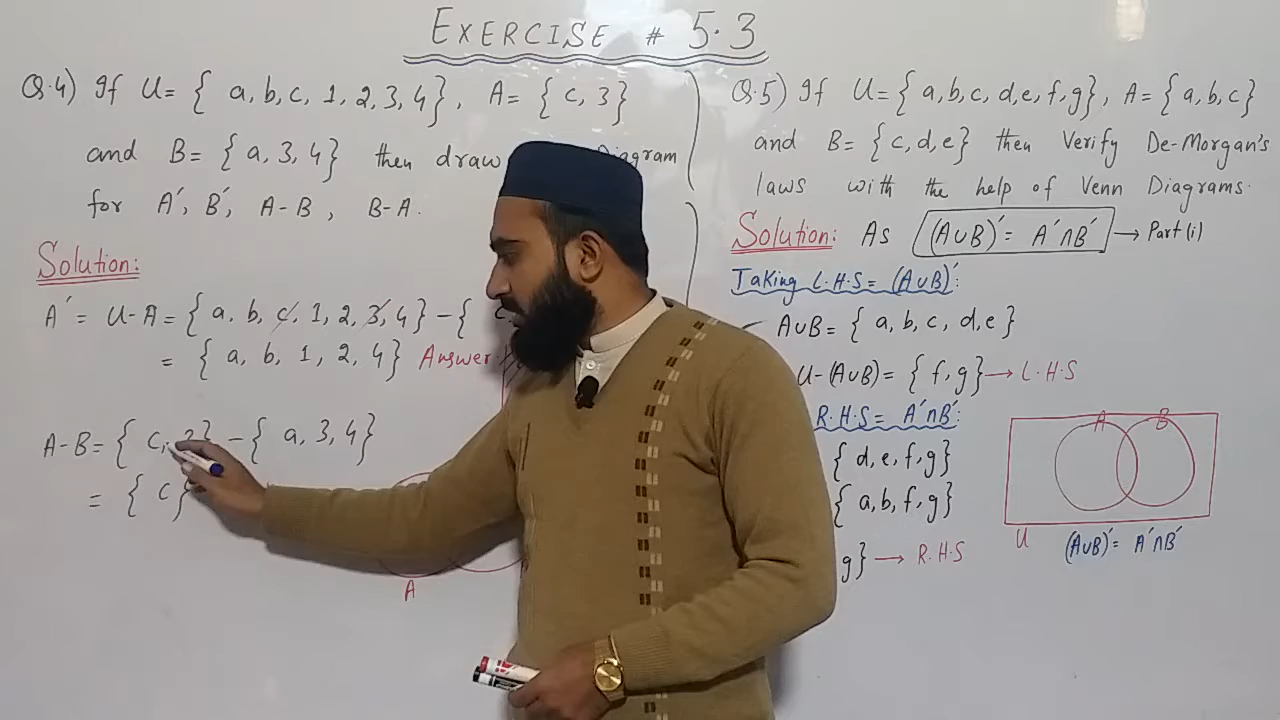 EXERCISE # 5.3
Q.4) If U = { a, b, c, 1, 2, 3, 4 }, A = { c, 3 }
and B = { a, 3, 4 } then draw Diagram
for A′, B′, A-B , B-A.
Solution:
A′ = U-A = { a, b, c, 1, 2, 3, 4 } - { c
= { a, b, 1, 2, 4 } Answer.
A-B = { c, 3 } - { a, 3, 4 }
= { c }
A
Q.5) If U = { a, b, c, d, e, f, g }, A = { a, b, c }
and B = { c, d, e } then Verify De-Morgan's
laws with the help of Venn Diagrams.
Solution: As (A∪B)′ = A′∩B′ → Part (i)
Taking L.H.S = (A∪B)′:
A∪B = { a, b, c, d, e }
U-(A∪B) = { f, g } → L.H.S
R.H.S = A′∩B′:
{ d, e, f, g }
{ a, b, f, g }
g } → R.H.S
A B
U (A∪B)′ = A′∩B′